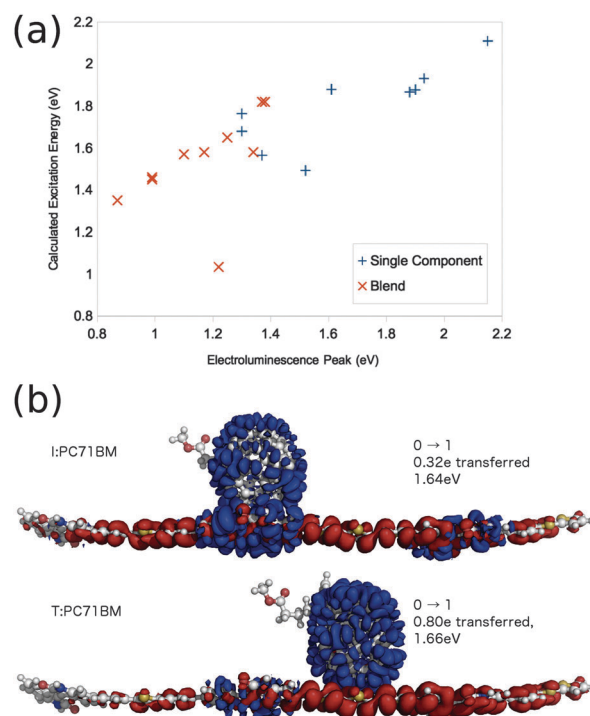 (a)
2.2
2
1.8
1.6
1.4
1.2
1
0.8
Calculated Excitation Energy (eV)
Single Component
Blend
0.8
1
1.2
1.4
1.6
1.8
2
2.2
Electroluminescence Peak (eV)
(b)
I:PC71BM
0 → 1
0.32e transferred
1.64eV
T:PC71BM
0 → 1
0.80e transferred,
1.66eV